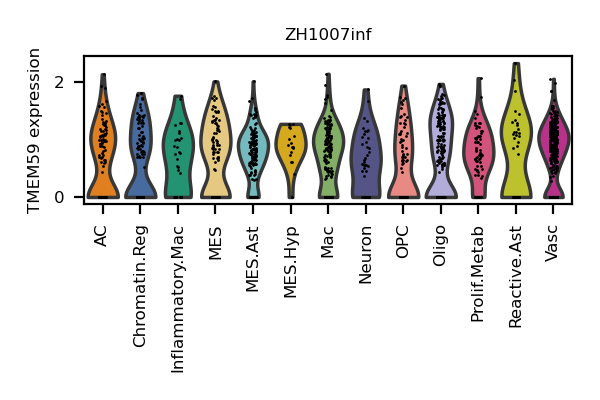 ZH1007inf
TMEM59 expression
2
0
AC
Chromatin.Reg
Inflammatory.Mac
MES
MES.Ast
MES.Hyp
Mac
Neuron
OPC
Oligo
Prolif.Metab
Reactive.Ast
Vasc